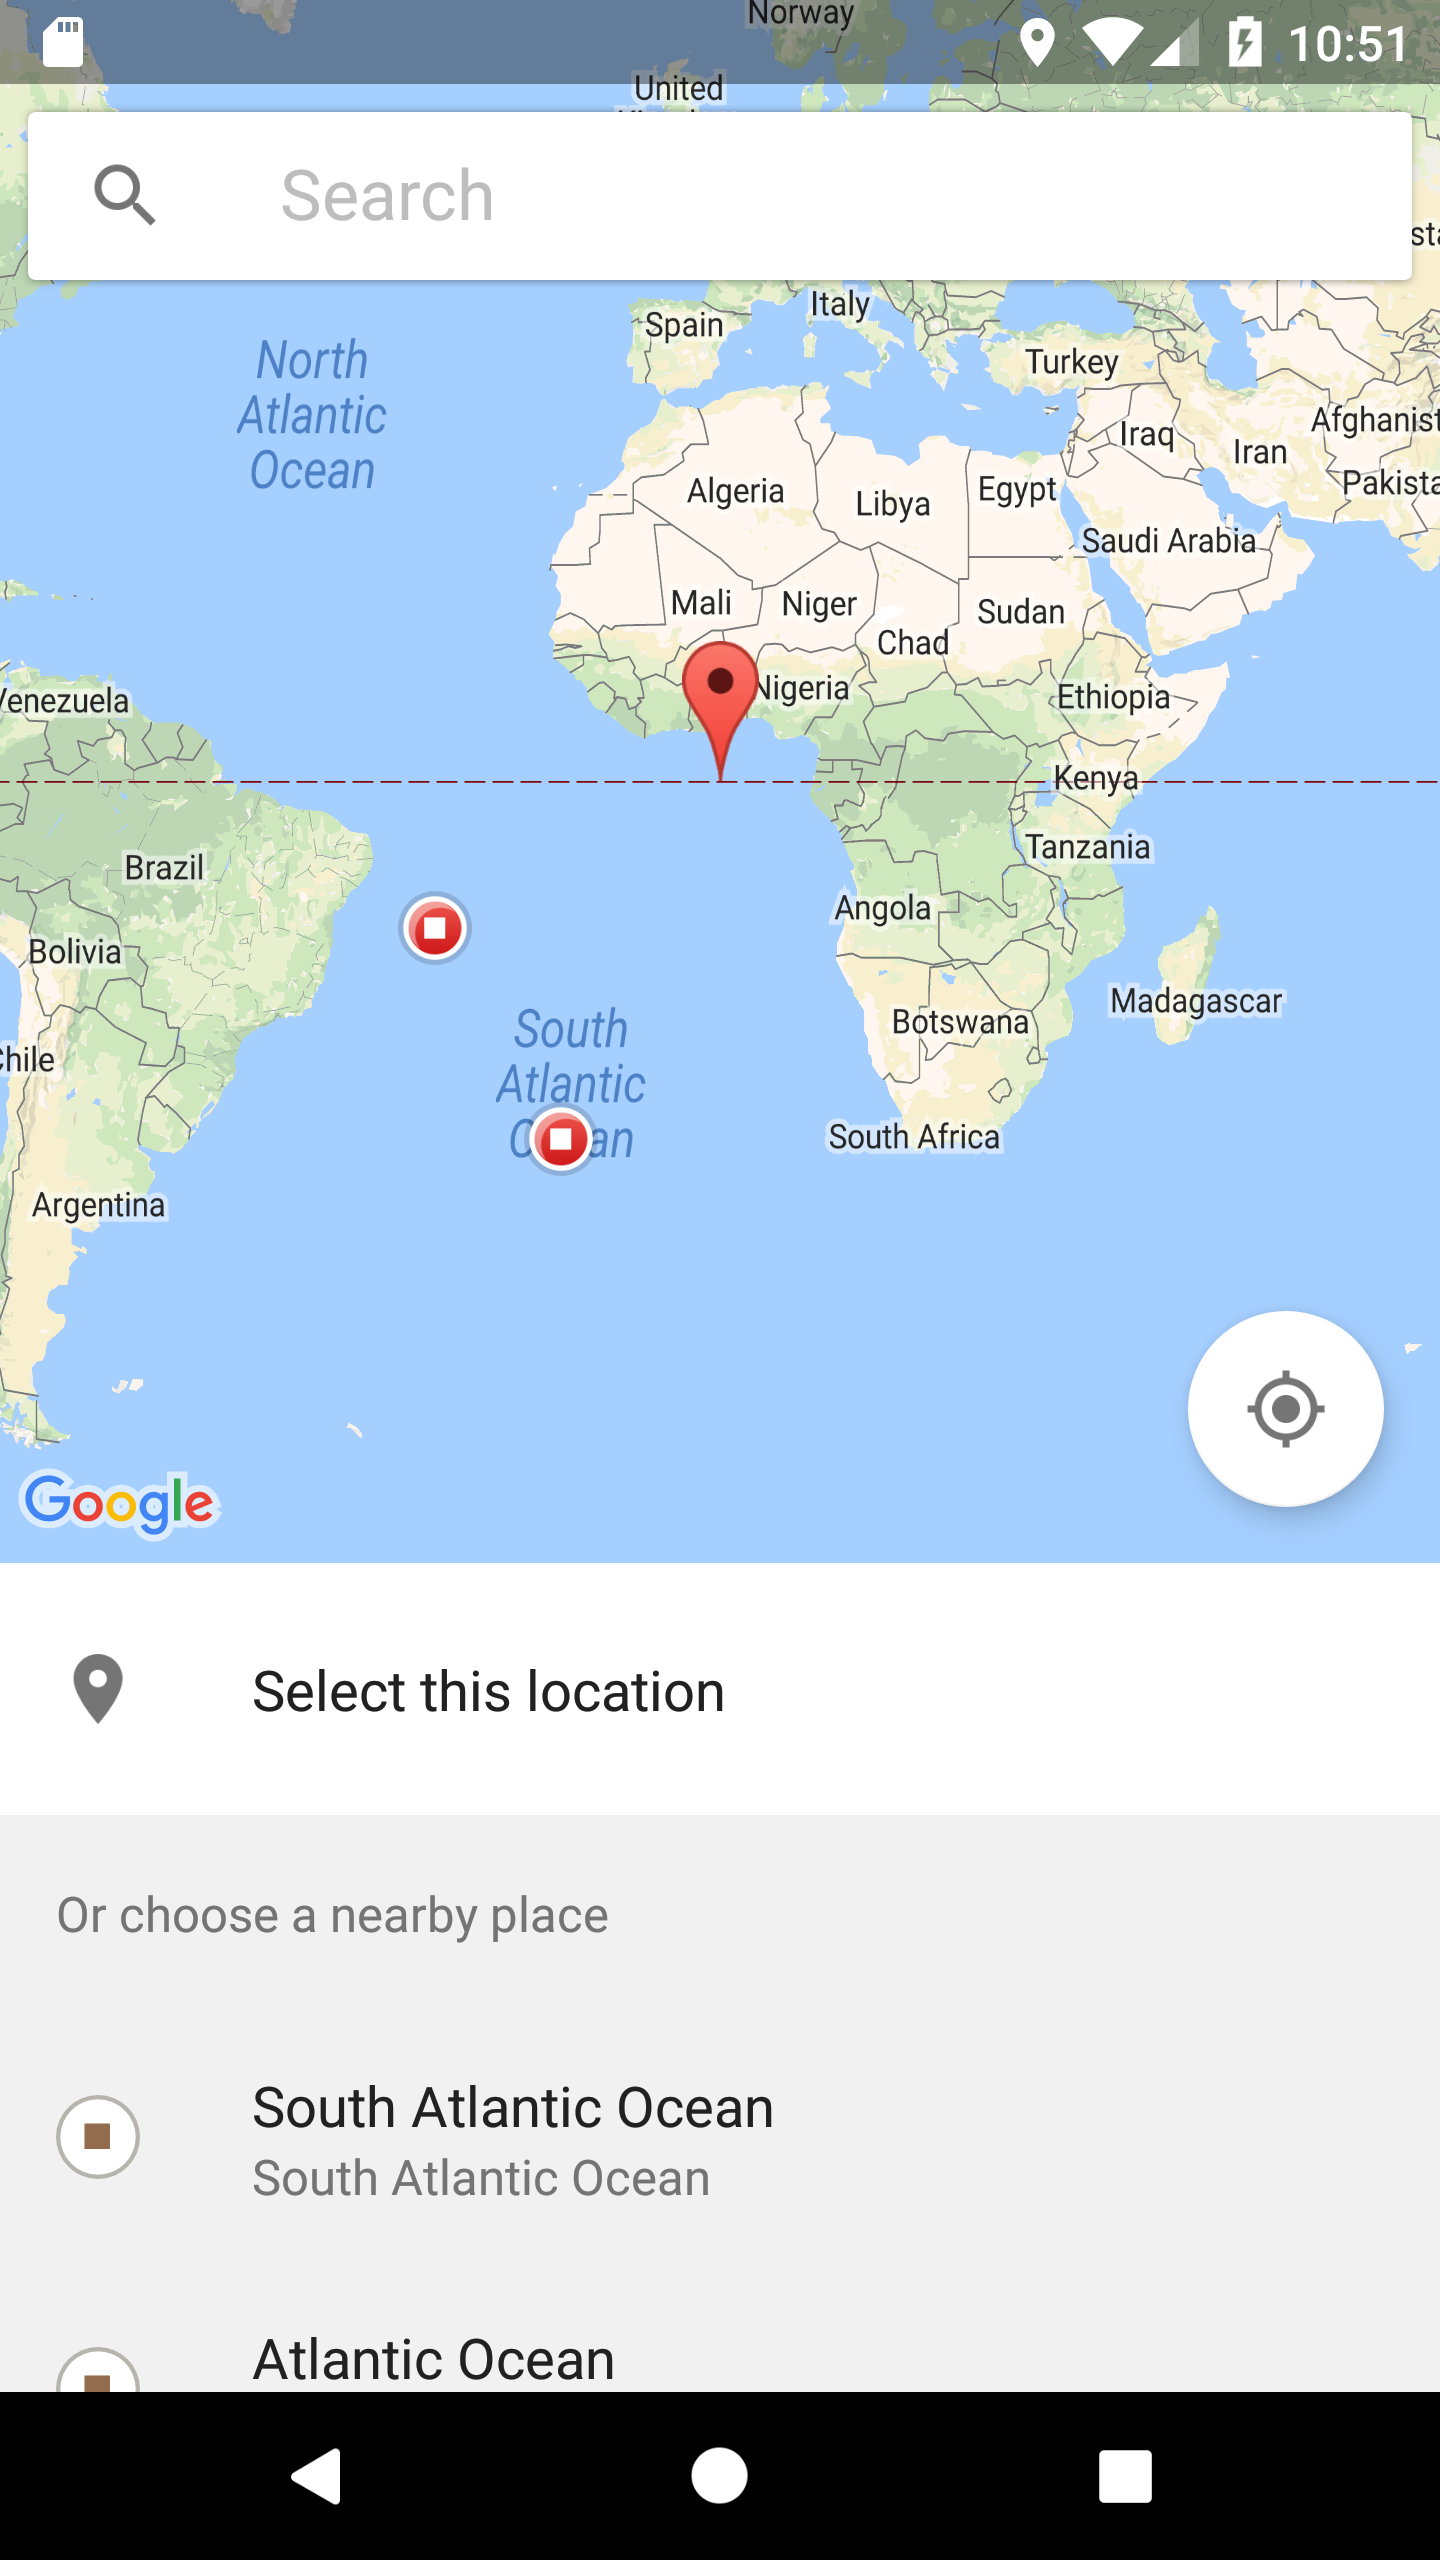 Norway
10:51
United
Search
Italy
Spain
North
Atlantic
Ocean
Turkey
Afghanist
Iraq
Iran
Pakista
Algeria
Libya
Egypt
Saudi Arabia
Mali
Niger
Sudan
Chad
Nigeria
Ethiopia
Venezuela
Kenya
Tanzania
Brazil
Angola
Bolivia
Madagascar
Botswana
South
Atlantic
Chile
South Africa
Argentina
Google
Select this location
Or choose a nearby place
South Atlantic Ocean
South Atlantic Ocean
Atlantic Ocean